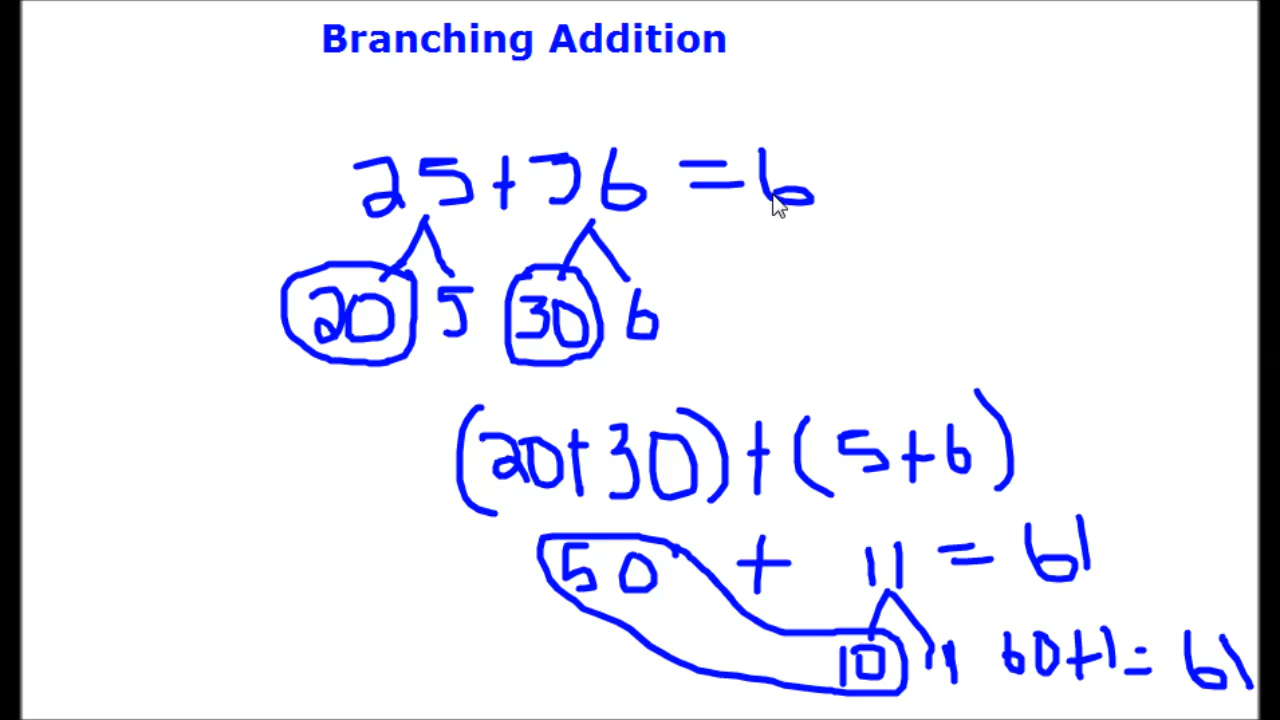 Branching Addition
25+36 =6
20 5 30 6
(20+30)+(5+6)
50 + 11 = 61
10 1 60+1=61